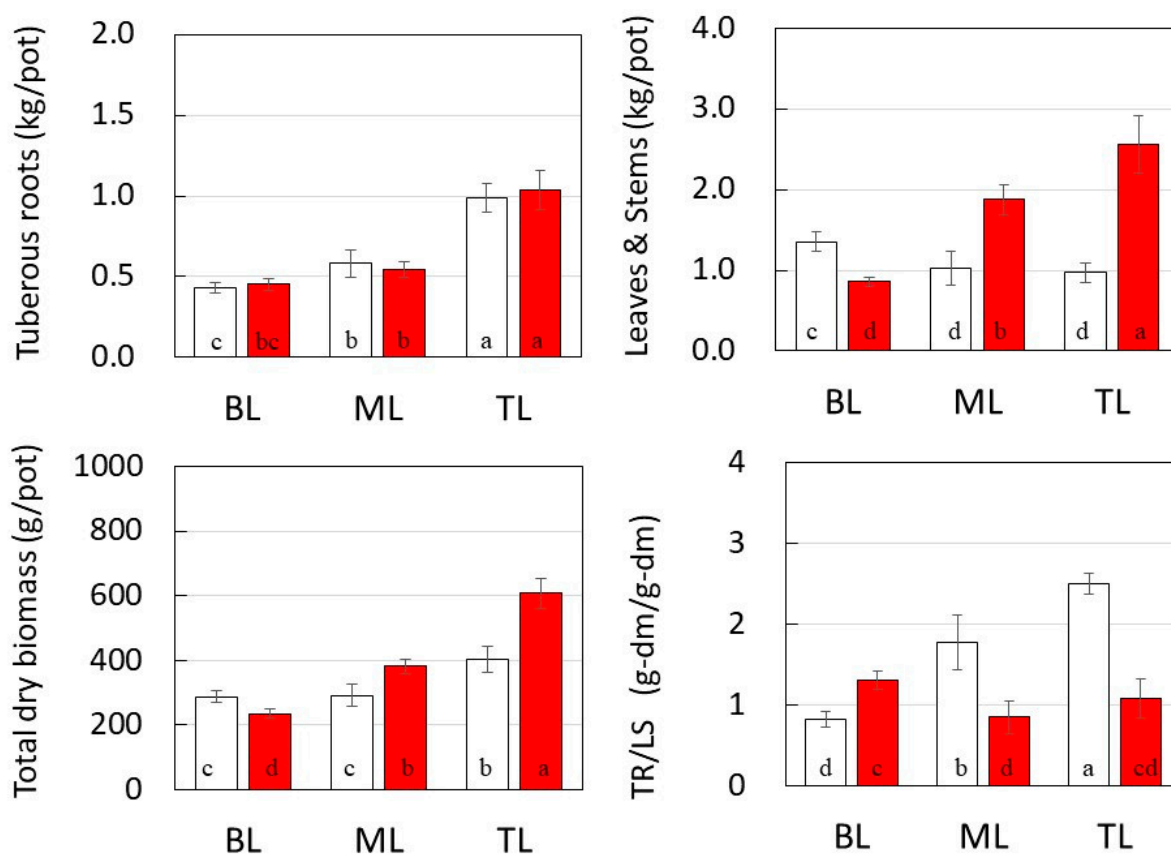 Tuberous roots (kg/pot)
2.0
1.5
1.0
0.5
0.0
c
bc
b
b
a
a
BL
ML
TL
Leaves & Stems (kg/pot)
4.0
3.0
2.0
1.0
0.0
c
d
d
b
d
a
BL
ML
TL
Total dry biomass (g/pot)
1000
800
600
400
200
0
c
d
c
b
b
a
BL
ML
TL
TR/LS (g-dm/g-dm)
4
3
2
1
0
d
c
b
d
a
cd
BL
ML
TL